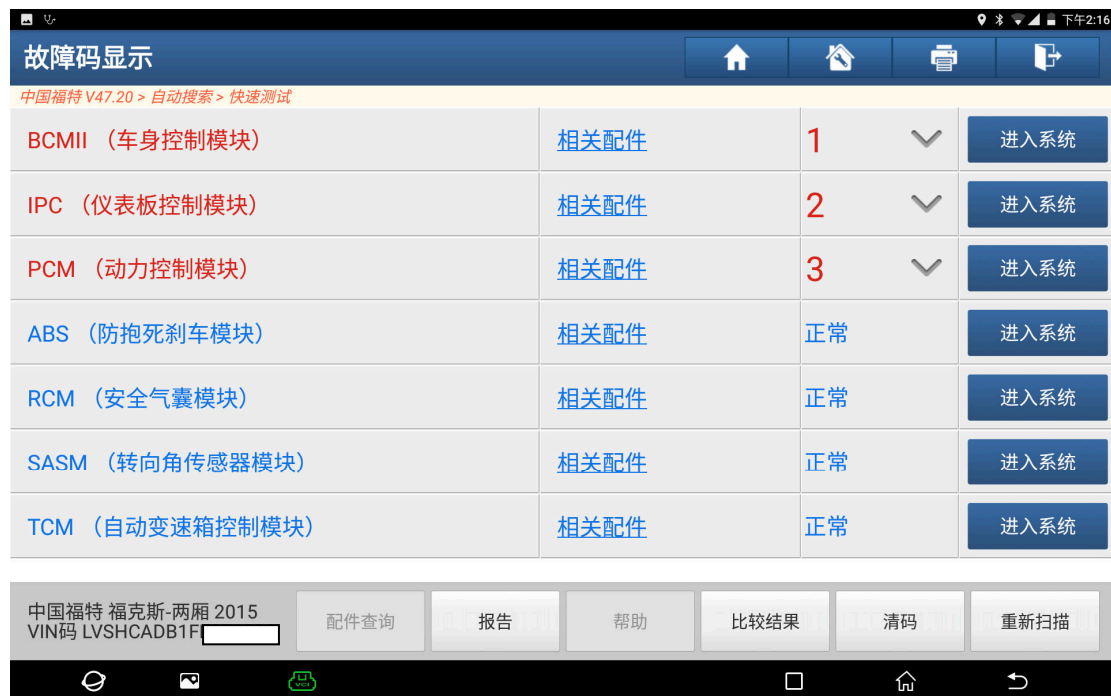 下午2:16
故障码显示
中国福特 V47.20 > 自动搜索 > 快速测试
BCMII （车身控制模块） 相关配件 1 进入系统
IPC （仪表板控制模块） 相关配件 2 进入系统
PCM （动力控制模块） 相关配件 3 进入系统
ABS （防抱死刹车模块） 相关配件 正常 进入系统
RCM （安全气囊模块） 相关配件 正常 进入系统
SASM （转向角传感器模块） 相关配件 正常 进入系统
TCM （自动变速箱控制模块） 相关配件 正常 进入系统
中国福特 福克斯-两厢 2015
VIN码 LVSHCADB1F
配件查询 报告 帮助 比较结果 清码 重新扫描
VCI